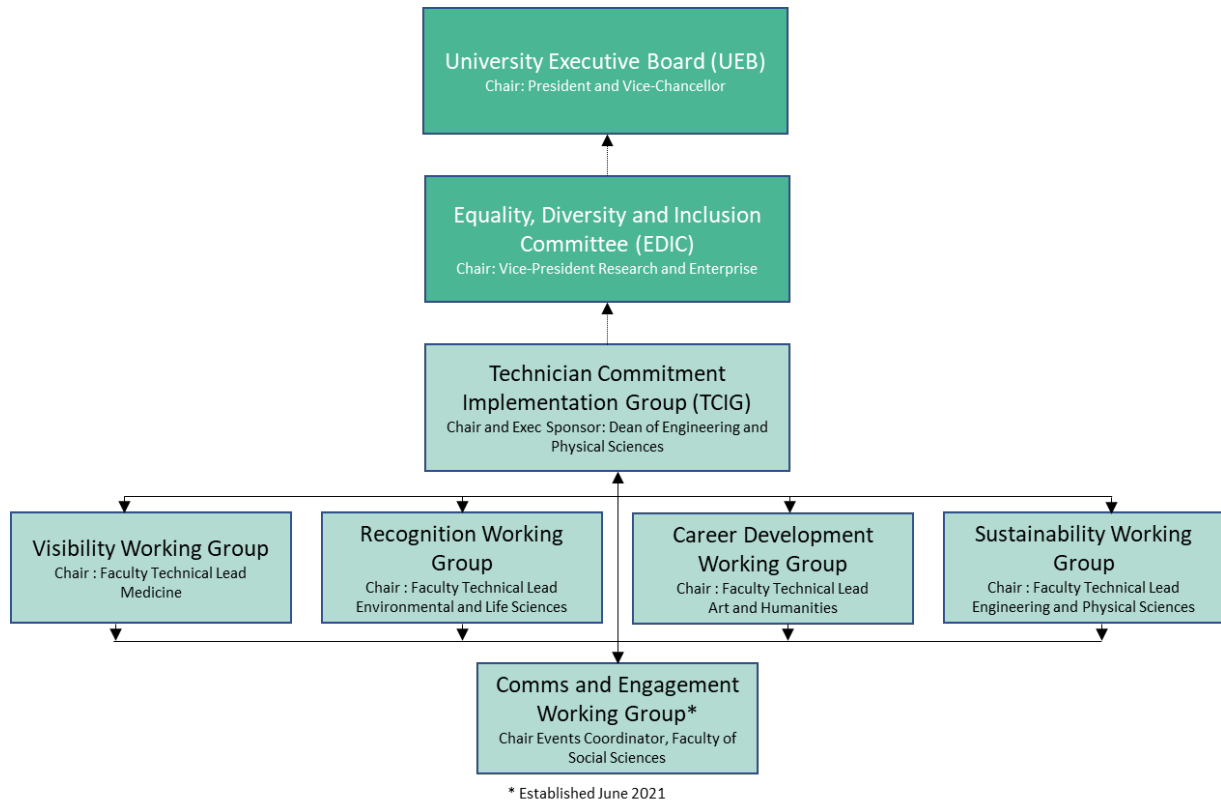 University Executive Board (UEB)
Chair: President and Vice-Chancellor
Equality, Diversity and Inclusion
Committee (EDIC)
Chair: Vice-President Research and Enterprise
Technician Commitment
Implementation Group (TCIG)
Chair and Exec Sponsor: Dean of Engineering and
Physical Sciences
Visibility Working Group
Chair : Faculty Technical Lead
Medicine
Recognition Working
Group
Chair : Faculty Technical Lead
Environmental and Life Sciences
Career Development
Working Group
Chair : Faculty Technical Lead
Art and Humanities
Sustainability Working
Group
Chair : Faculty Technical Lead
Engineering and Physical Sciences
Comms and Engagement
Working Group*
Chair Events Coordinator, Faculty of
Social Sciences
* Established June 2021